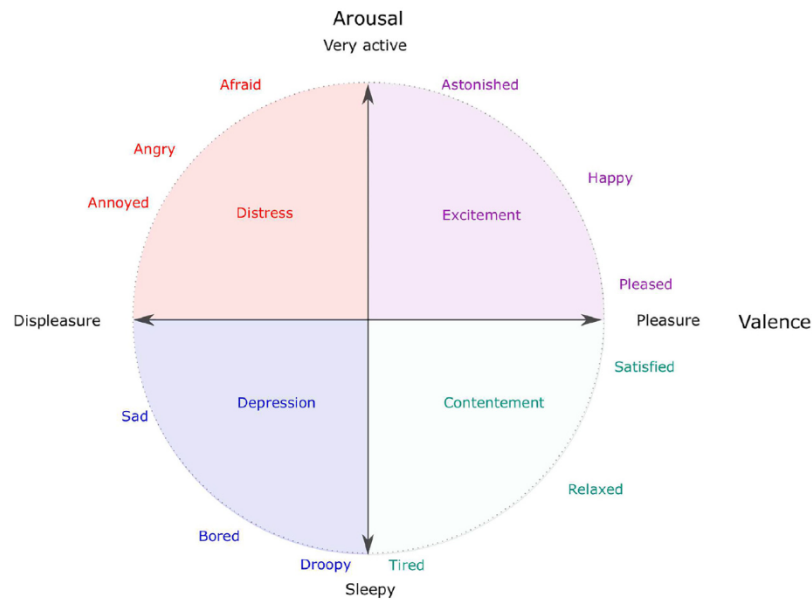 Arousal
Very active
Afraid
Astonished
Angry
Happy
Annoyed
Distress
Excitement
Pleased
Displeasure
Pleasure
Valence
Satisfied
Depression
Contentement
Sad
Relaxed
Bored
Droopy
Tired
Sleepy